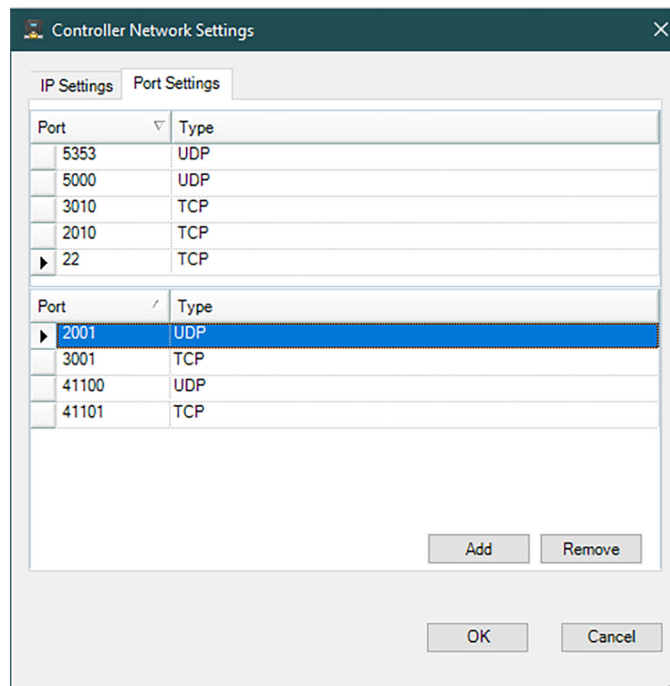 Controller Network Settings
IP Settings Port Settings
Port Type
5353 UDP
5000 UDP
3010 TCP
2010 TCP
22 TCP
Port Type
2001 UDP
3001 TCP
41100 UDP
41101 TCP
Add Remove
OK Cancel